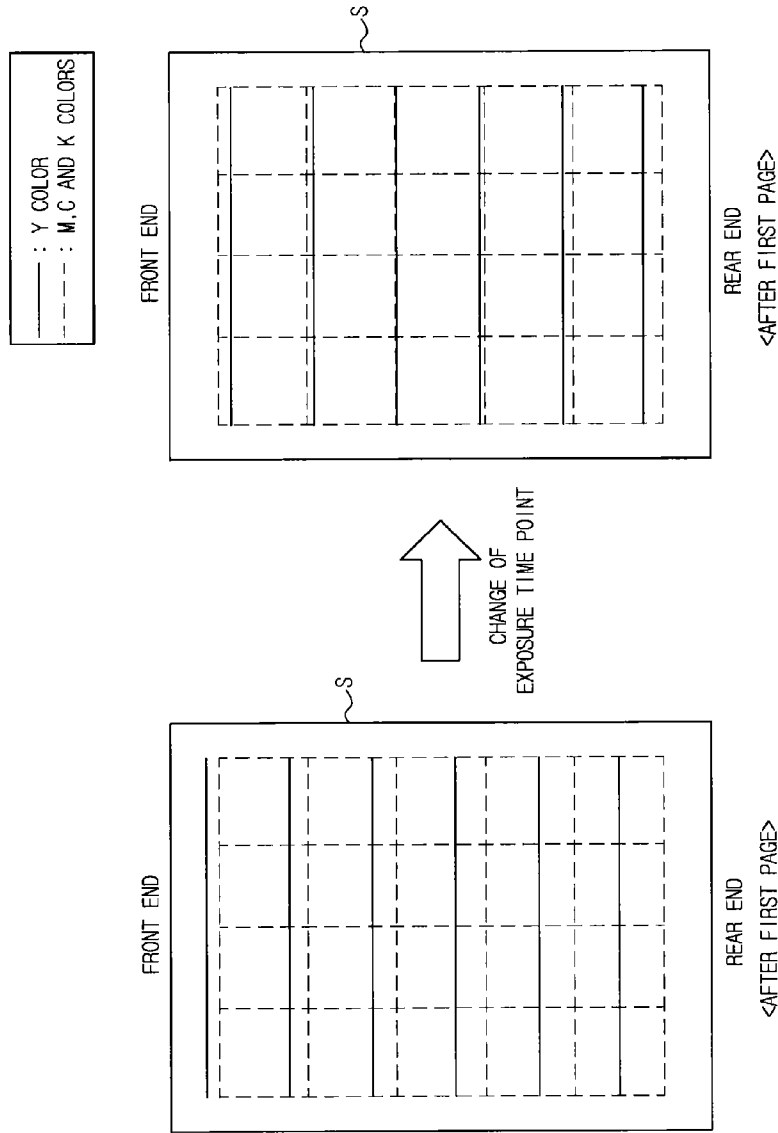 ——— : Y COLOR
----- : M,C AND K COLORS
FRONT END
S
REAR END
<AFTER FIRST PAGE>
CHANGE OF
EXPOSURE TIME POINT
FRONT END
S
REAR END
<AFTER FIRST PAGE>